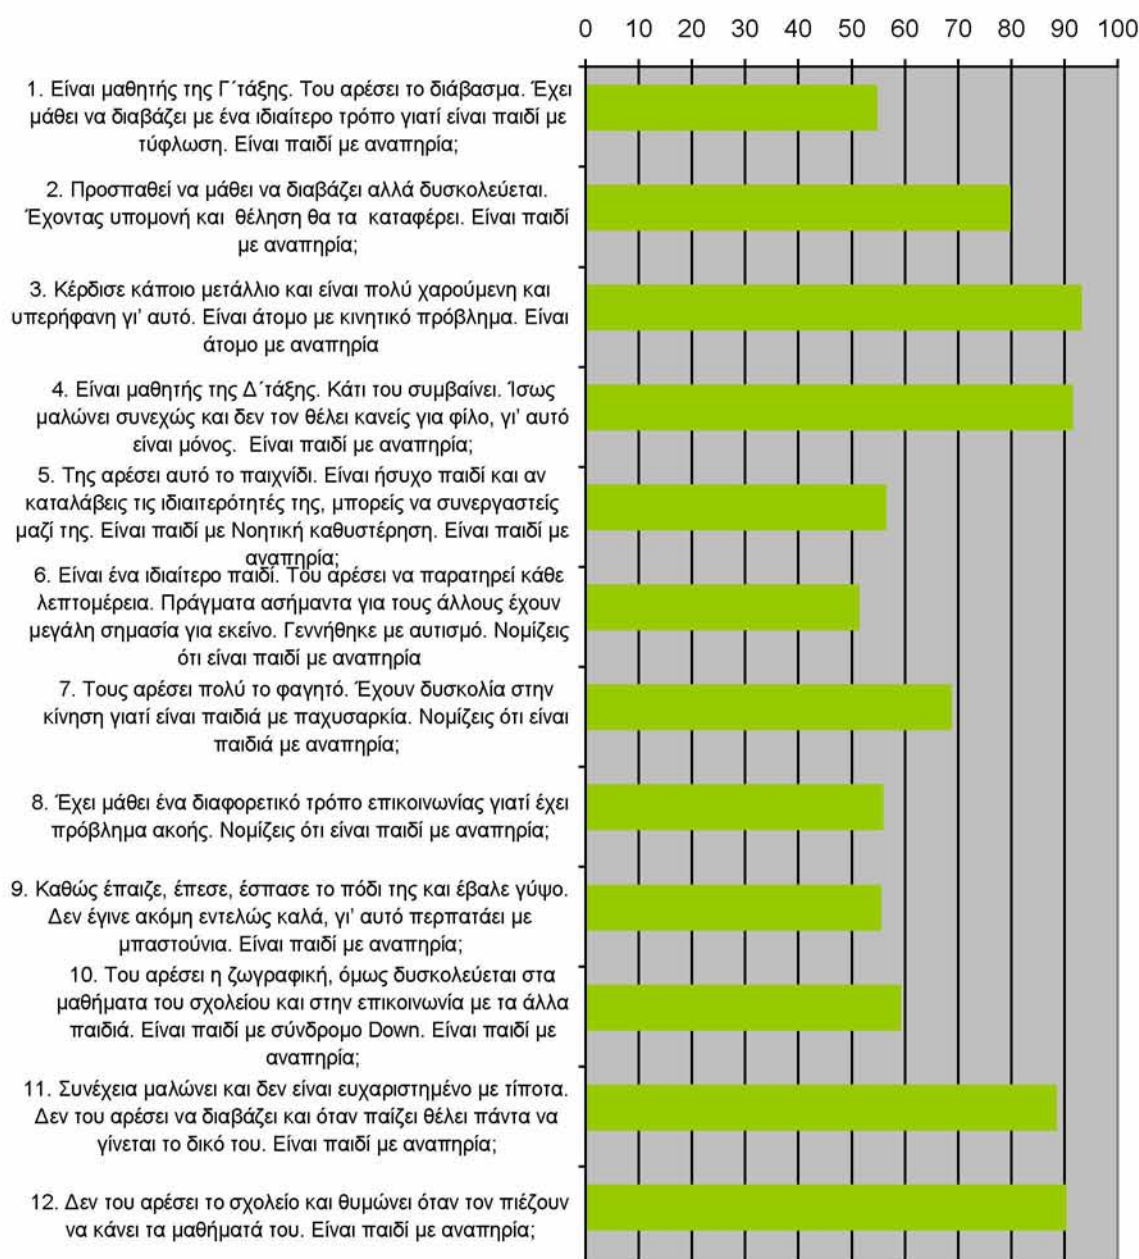 0 10 20 30 40 50 60 70 80 90 100
1. Είναι μαθητής της Γ΄τάξης. Του αρέσει το διάβασμα. Έχει
μάθει να διαβάζει με ένα ιδιαίτερο τρόπο γιατί είναι παιδί με
τύφλωση. Είναι παιδί με αναπηρία;
2. Προσπαθεί να μάθει να διαβάζει αλλά δυσκολεύεται.
Έχοντας υπομονή και θέληση θα τα καταφέρει. Είναι παιδί
με αναπηρία;
3. Κέρδισε κάποιο μετάλλιο και είναι πολύ χαρούμενη και
υπερήφανη γι' αυτό. Είναι άτομο με κινητικό πρόβλημα. Είναι
άτομο με αναπηρία
4. Είναι μαθητής της Δ΄τάξης. Κάτι του συμβαίνει. Ίσως
μαλώνει συνεχώς και δεν τον θέλει κανείς για φίλο, γι' αυτό
είναι μόνος. Είναι παιδί με αναπηρία;
5. Της αρέσει αυτό το παιχνίδι. Είναι ήσυχο παιδί και αν
καταλάβεις τις ιδιαιτερότητές της, μπορείς να συνεργαστείς
μαζί της. Είναι παιδί με Νοητική καθυστέρηση. Είναι παιδί με
αναπηρία;
6. Είναι ένα ιδιαίτερο παιδί. Του αρέσει να παρατηρεί κάθε
λεπτομέρεια. Πράγματα ασήμαντα για τους άλλους έχουν
μεγάλη σημασία για εκείνο. Γεννήθηκε με αυτισμό. Νομίζεις
ότι είναι παιδί με αναπηρία
7. Τους αρέσει πολύ το φαγητό. Έχουν δυσκολία στην
κίνηση γιατί είναι παιδιά με παχυσαρκία. Νομίζεις ότι είναι
παιδιά με αναπηρία;
8. Έχει μάθει ένα διαφορετικό τρόπο επικοινωνίας γιατί έχει
πρόβλημα ακοής. Νομίζεις ότι είναι παιδί με αναπηρία;
9. Καθώς έπαιζε, έπεσε, έσπασε το πόδι της και έβαλε γύψο.
Δεν έγινε ακόμη εντελώς καλά, γι' αυτό περπατάει με
μπαστούνια. Είναι παιδί με αναπηρία;
10. Του αρέσει η ζωγραφική, όμως δυσκολεύεται στα
μαθήματα του σχολείου και στην επικοινωνία με τα άλλα
παιδιά. Είναι παιδί με σύνδρομο Down. Είναι παιδί με
αναπηρία;
11. Συνέχεια μαλώνει και δεν είναι ευχαριστημένο με τίποτα.
Δεν του αρέσει να διαβάζει και όταν παίζει θέλει πάντα να
γίνεται το δικό του. Είναι παιδί με αναπηρία;
12. Δεν του αρέσει το σχολείο και θυμώνει όταν τον πιέζουν
να κάνει τα μαθήματά του. Είναι παιδί με αναπηρία;